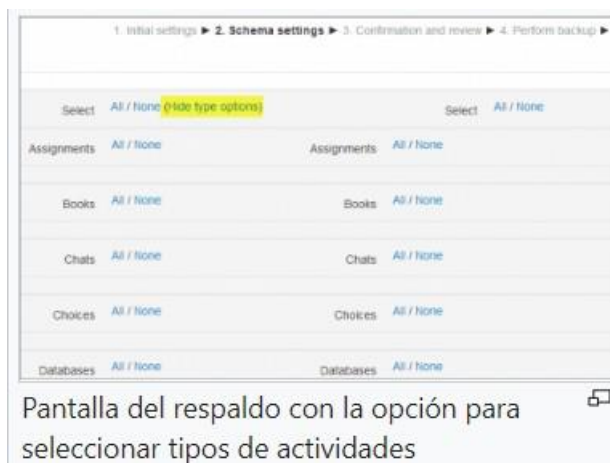 1. Initial settings ► 2. Schema settings ► 3. Confirmation and review ► 4. Perform backup ►
Select All / None (Hide type options) Select All / None
Assignments All / None Assignments All / None
Books All / None Books All / None
Chats All / None Chats All / None
Choices All / None Choices All / None
Databases All / None Databases All / None
Pantalla del respaldo con la opción para
seleccionar tipos de actividades